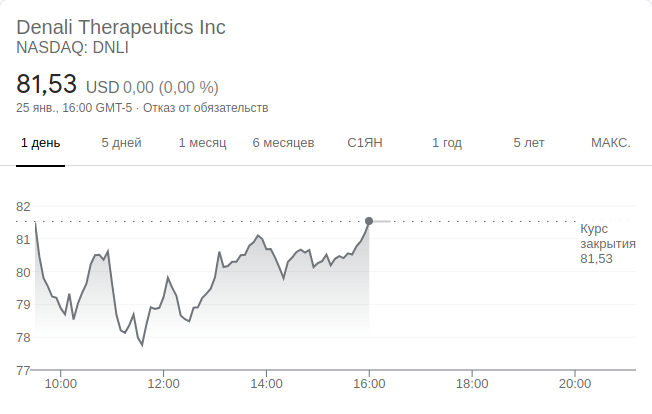 Denali Therapeutics Inc
NASDAQ: DNLI
81,53 USD 0,00 (0,00 %)
25 янв., 16:00 GMT-5 · Отказ от обязательств
1 день 5 дней 1 месяц 6 месяцев С1ЯН 1 год 5 лет МАКС.
82
81
80
79
78
77
Курс
закрытия
81,53
10:00 12:00 14:00 16:00 18:00 20:00